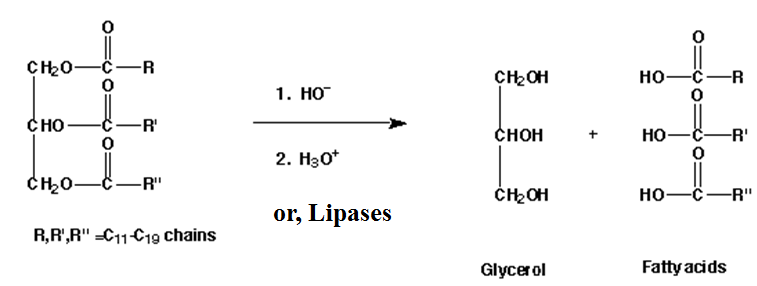 O
CH₂O—C—R
O
CHO—C—R'
O
CH₂O—C—R"
R,R',R" =C₁₁-C₁₉ chains
1. HO⁻
2. H₃O⁺
or, Lipases
CH₂OH
CHOH
CH₂OH
Glycerol
+
O
HO—C—R
O
HO—C—R'
O
HO—C—R"
Fatty acids